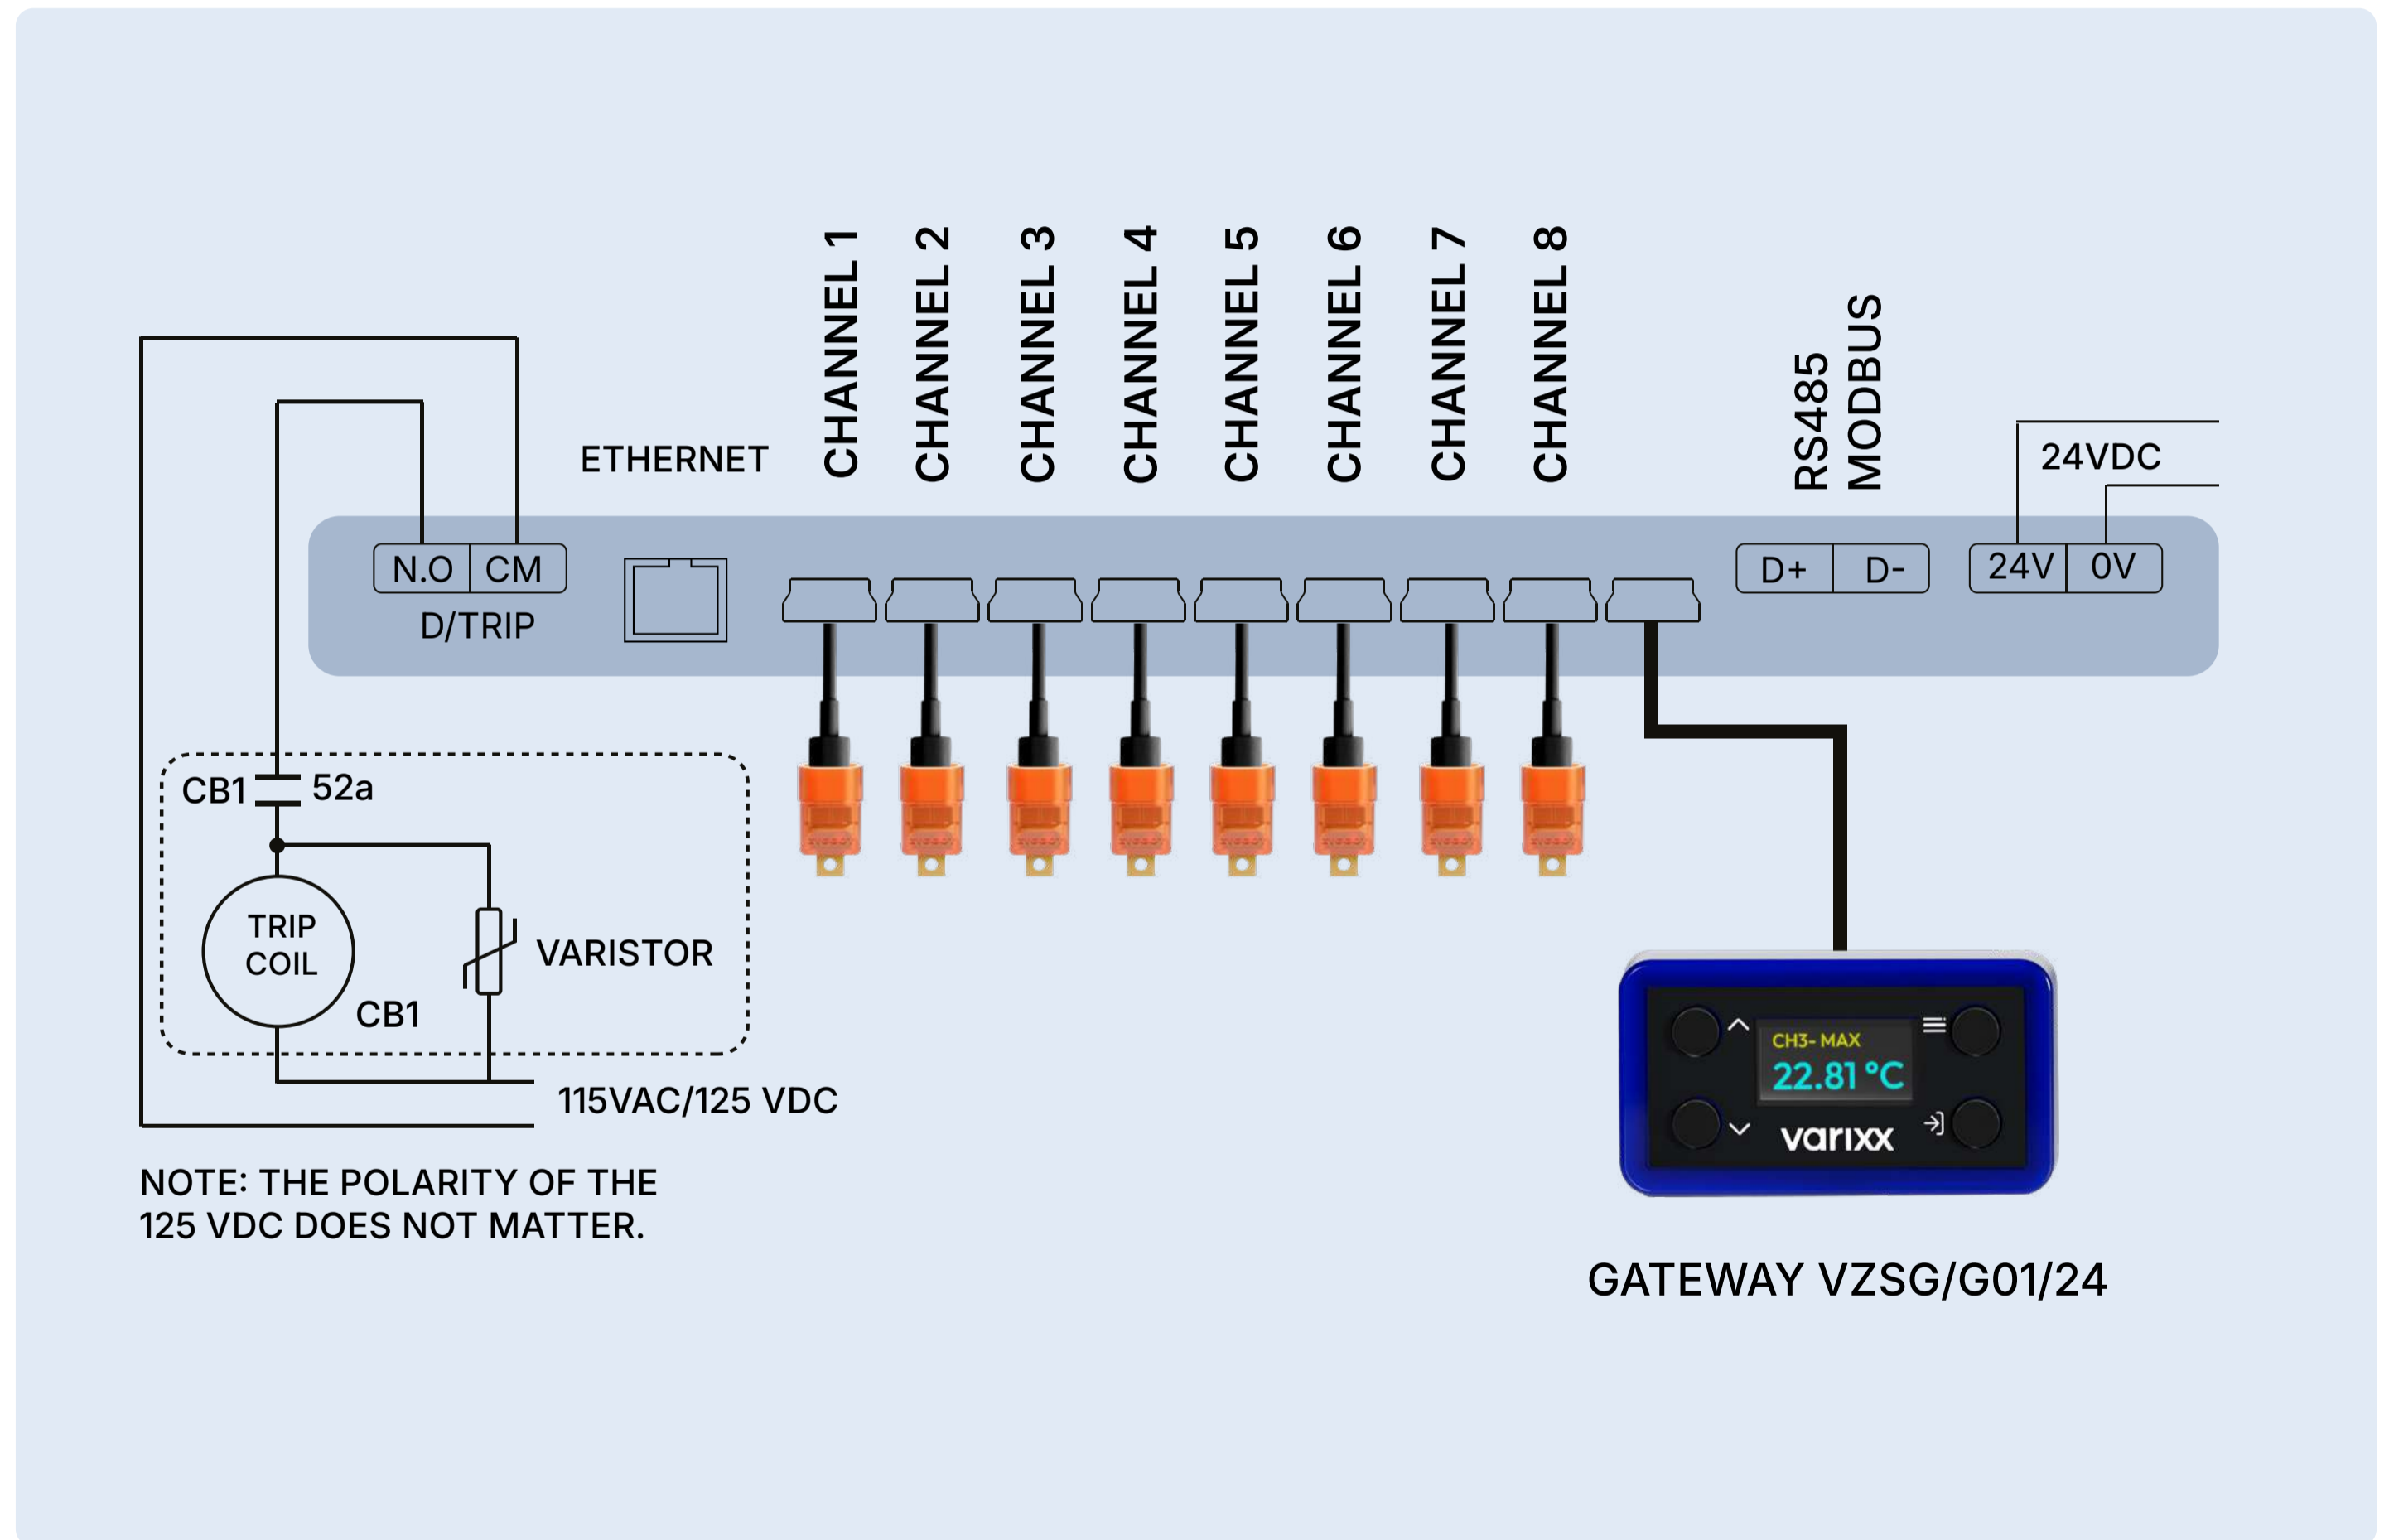 CHANNEL 1
CHANNEL 2
CHANNEL 3
CHANNEL 4
CHANNEL 5
CHANNEL 6
CHANNEL 7
CHANNEL 8
RS485
MODBUS
ETHERNET
24VDC
N.O CM
D/TRIP
D+ D-
24V 0V
CB1 52a
TRIP
COIL
VARISTOR
CB1
115VAC/125 VDC
NOTE: THE POLARITY OF THE
125 VDC DOES NOT MATTER.
CH3- MAX
22.81 °C
varixx
GATEWAY VZSG/G01/24